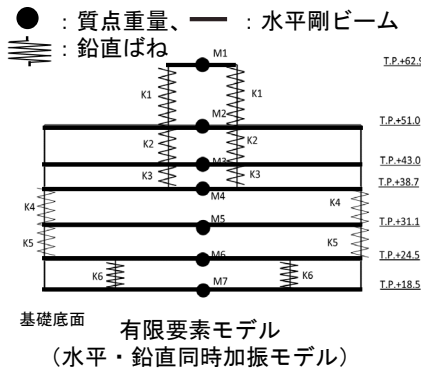 ：質点重量、 ：水平剛ビーム
：鉛直ばね
M1
T.P.+62.9
K1
K1
M2
T.P.+51.0
K2
K2
M3
T.P.+43.0
K3
K3
M4
T.P.+38.7
K4
K4
M5
T.P.+31.1
K5
K5
M6
T.P.+24.5
K6
K6
M7
T.P.+18.5
基礎底面
有限要素モデル
（水平・鉛直同時加振モデル）